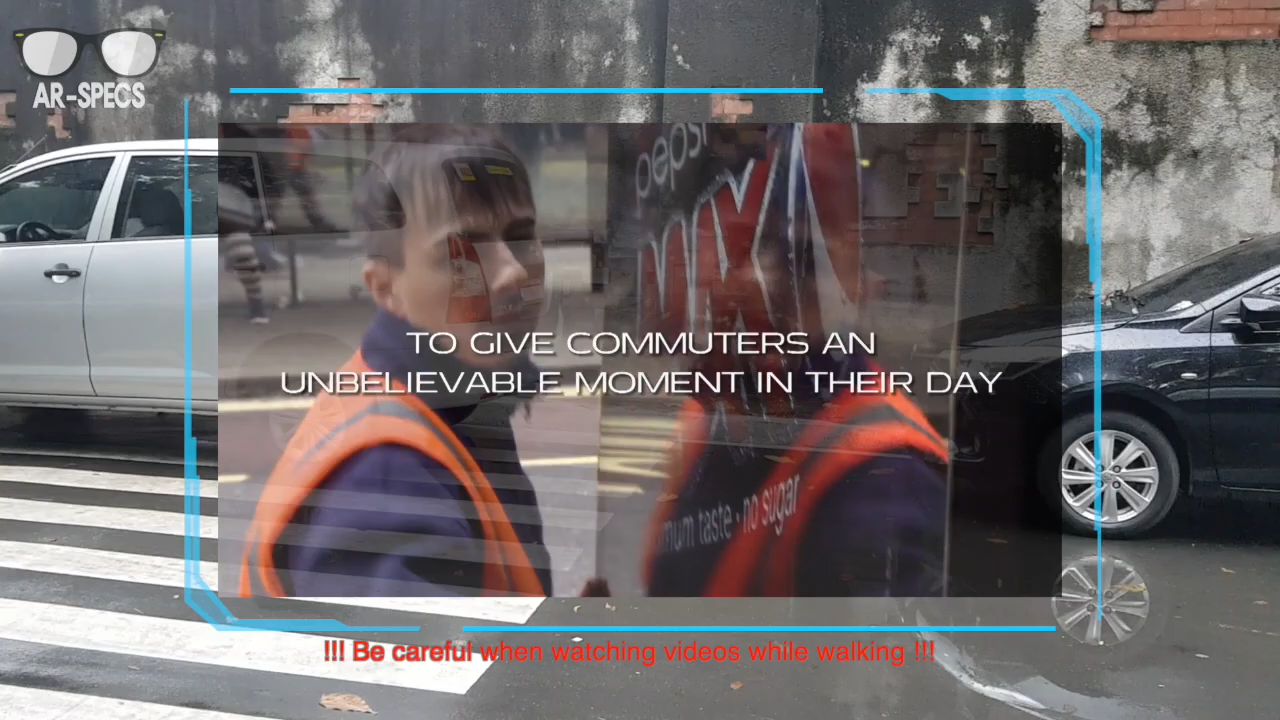 AR-SPECS
pepsi
MAX
TO GIVE COMMUTERS AN
UNBELIEVABLE MOMENT IN THEIR DAY
mum taste · no sugar
!!! Be careful when watching videos while walking !!!